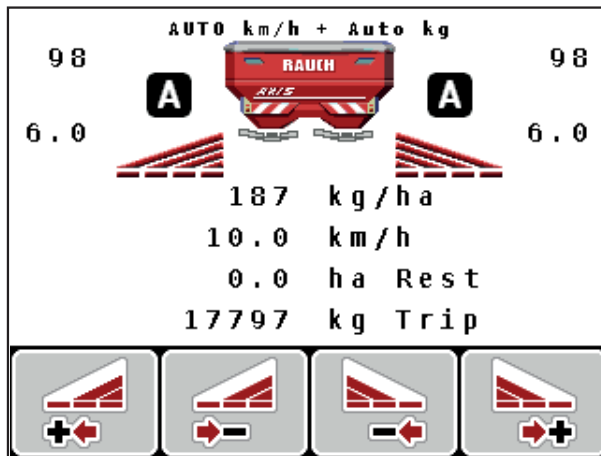 AUTO km/h + Auto kg
98 98
RAUCH
AXIS
A A
6.0 6.0
187 kg/ha
10.0 km/h
0.0 ha Rest
17797 kg Trip